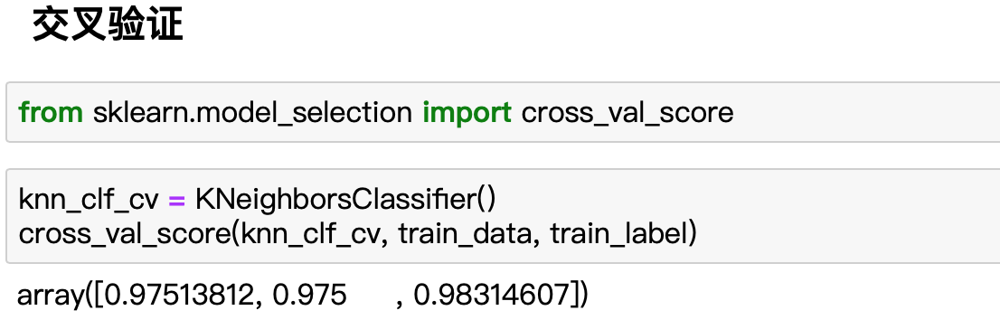 交叉验证
from sklearn.model_selection import cross_val_score
knn_clf_cv = KNeighborsClassifier()
cross_val_score(knn_clf_cv, train_data, train_label)
array([0.97513812, 0.975     , 0.98314607])